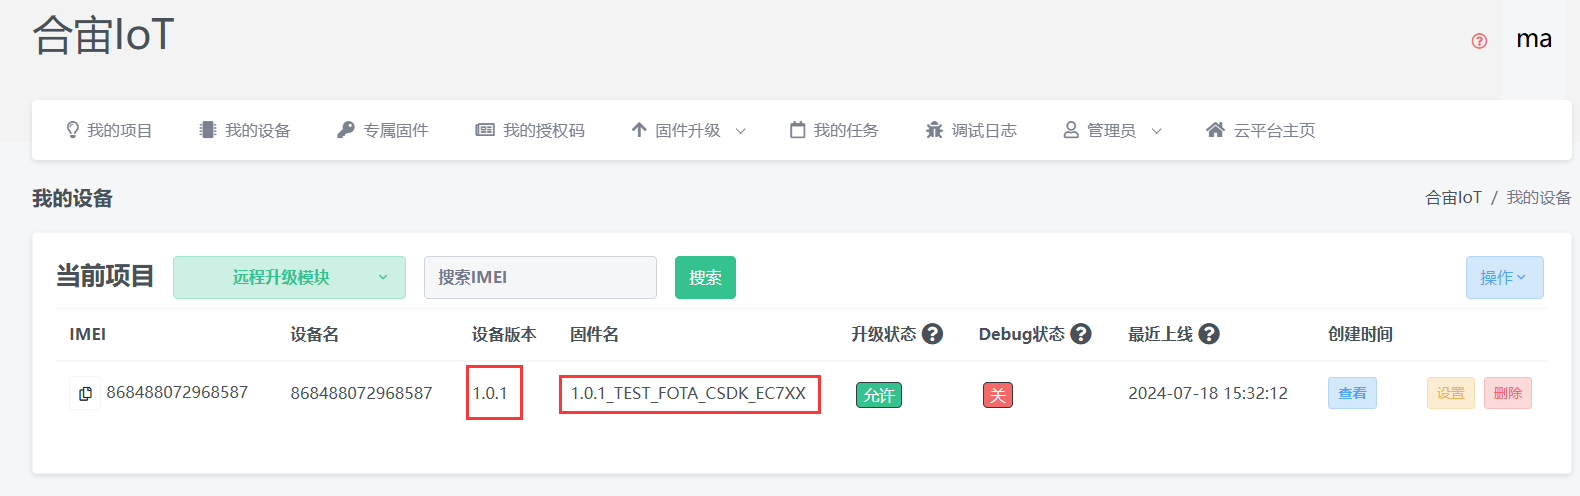 合宙IoT
ma
我的项目 我的设备 专属固件 我的授权码 固件升级 我的任务 调试日志 管理员 云平台主页
我的设备
合宙IoT / 我的设备
当前项目 远程升级模块 搜索IMEI 搜索 操作
IMEI 设备名 设备版本 固件名 升级状态 Debug状态 最近上线 创建时间
868488072968587 868488072968587 1.0.1 1.0.1_TEST_FOTA_CSDK_EC7XX 允许 关 2024-07-18 15:32:12 查看 设置 删除